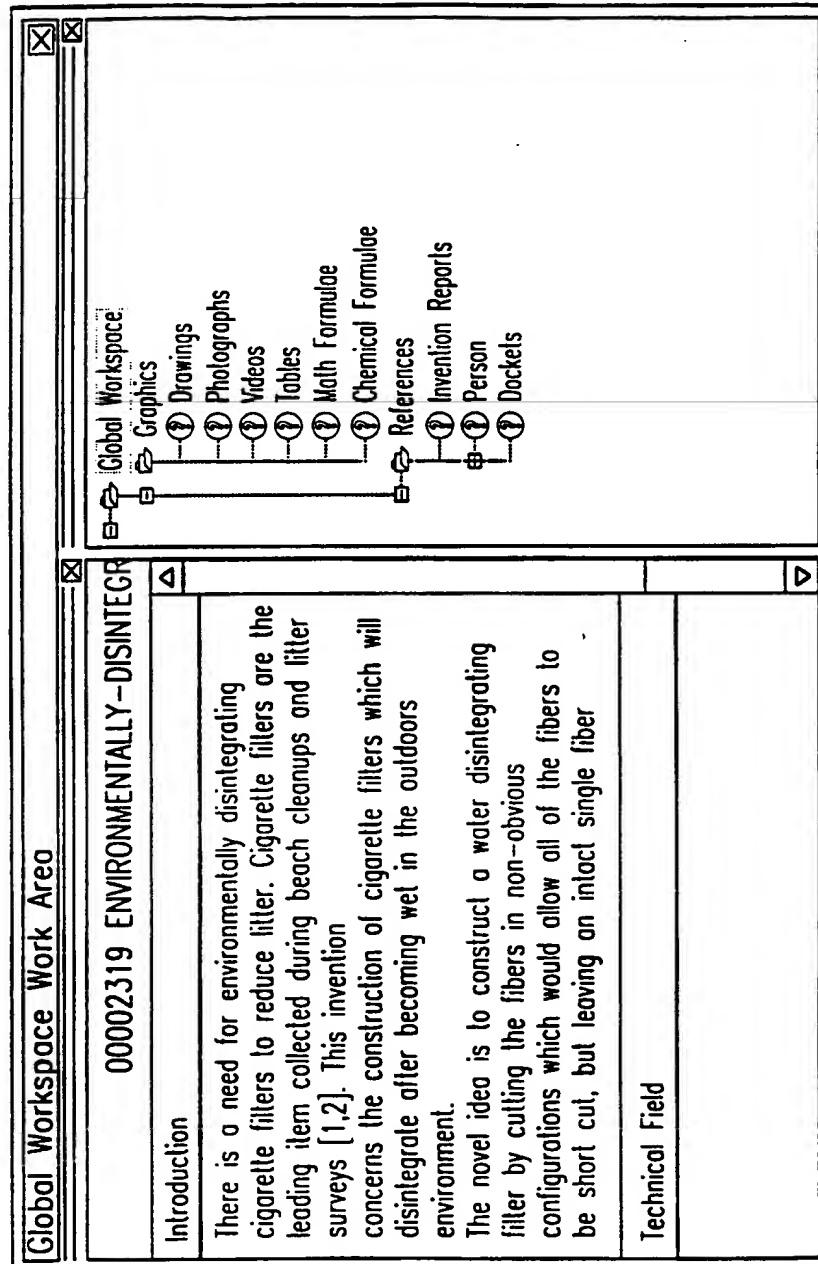 Global Workspace Work Area
00002319 ENVIRONMENTALLY-DISINTEGR
Introduction
There is a need for environmentally disintegrating
cigarette filters to reduce litter. Cigarette filters are the
leading item collected during beach cleanups and litter
surveys [1,2]. This invention
concerns the construction of cigarette filters which will
disintegrate after becoming wet in the outdoors
environment.
The novel idea is to construct a water disintegrating
filter by cutting the fibers in non-obvious
configurations which would allow all of the fibers to
be short cut, but leaving an intact single fiber
Technical Field
Global Workspace
Graphics
Drawings
Photographs
Videos
Tables
Math Formulae
Chemical Formulae
References
Invention Reports
Person
Dockets